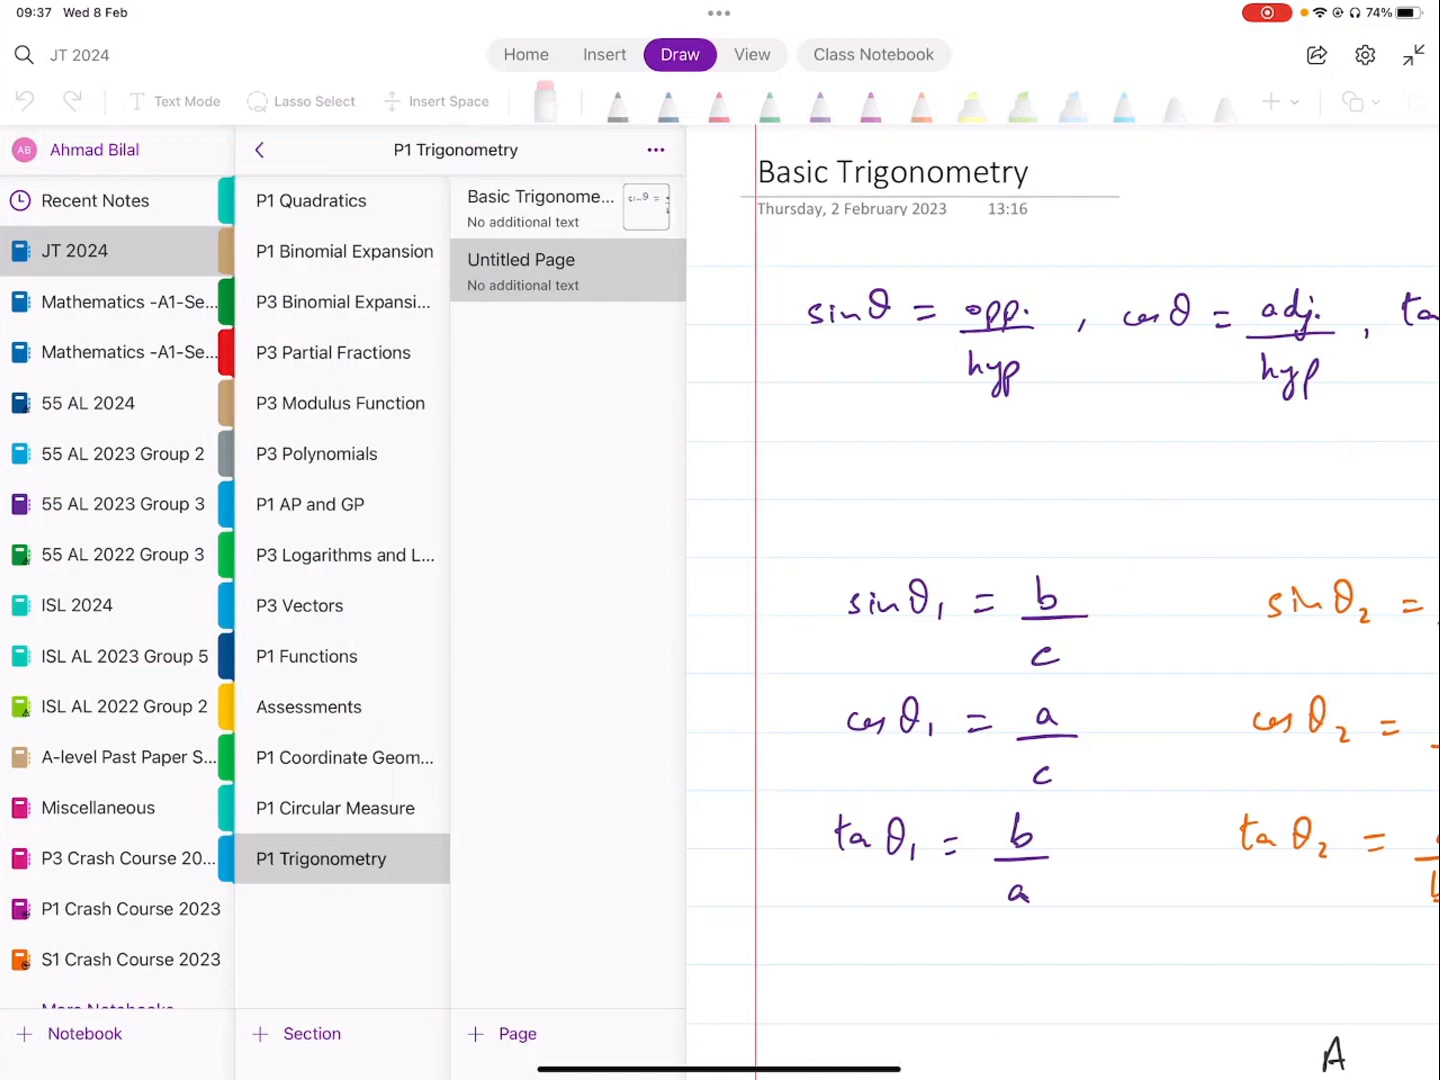 09:37 Wed 8 Feb
74%
JT 2024
Home Insert Draw View Class Notebook
Text Mode Lasso Select Insert Space
AB Ahmad Bilal
Recent Notes
JT 2024
Mathematics -A1-Se...
Mathematics -A1-Se...
55 AL 2024
55 AL 2023 Group 2
55 AL 2023 Group 3
55 AL 2022 Group 3
ISL 2024
ISL AL 2023 Group 5
ISL AL 2022 Group 2
A-level Past Paper S...
Miscellaneous
P3 Crash Course 20...
P1 Crash Course 2023
S1 Crash Course 2023
More Notebooks
+ Notebook
P1 Trigonometry
P1 Quadratics
P1 Binomial Expansion
P3 Binomial Expansi...
P3 Partial Fractions
P3 Modulus Function
P3 Polynomials
P1 AP and GP
P3 Logarithms and L...
P3 Vectors
P1 Functions
Assessments
P1 Coordinate Geom...
P1 Circular Measure
P1 Trigonometry
+ Section
Basic Trigonome...
No additional text
Untitled Page
No additional text
+ Page
Basic Trigonometry
Thursday, 2 February 2023 13:16
sinθ = opp. / hyp , cosθ = adj. / hyp , ta
sinθ₁ = b / c sinθ₂ =
cosθ₁ = a / c cosθ₂ =
taθ₁ = b / a taθ₂ =
A